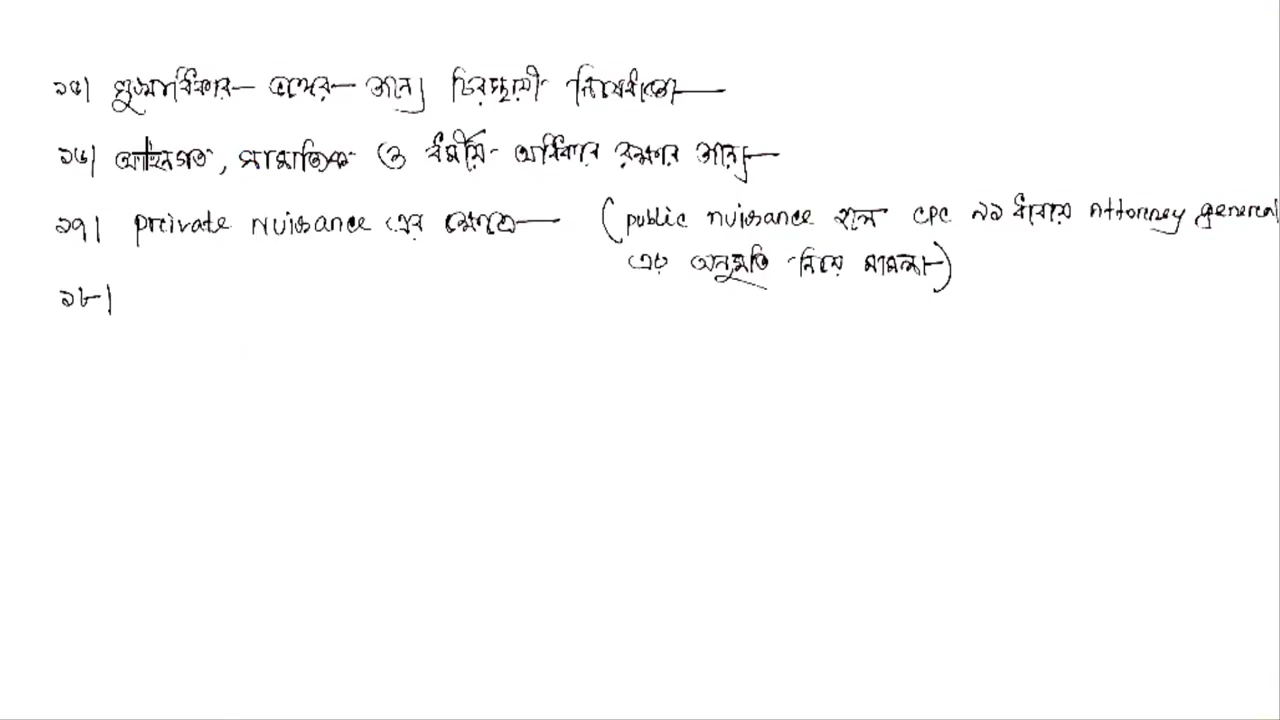 ১৫। সুখাধিকার ভঙ্গের জন্য চিরস্থায়ী নিষেধাজ্ঞা
১৬। আইনগত, সামাজিক ও ধর্মীয় অধিকার রক্ষার জন্য
১৭। private nuisance এর ক্ষেত্রে (public nuisance হলে CPC ৯১ ধারায় Attorney general
এর অনুমতি নিয়ে মামলা)
১৮।